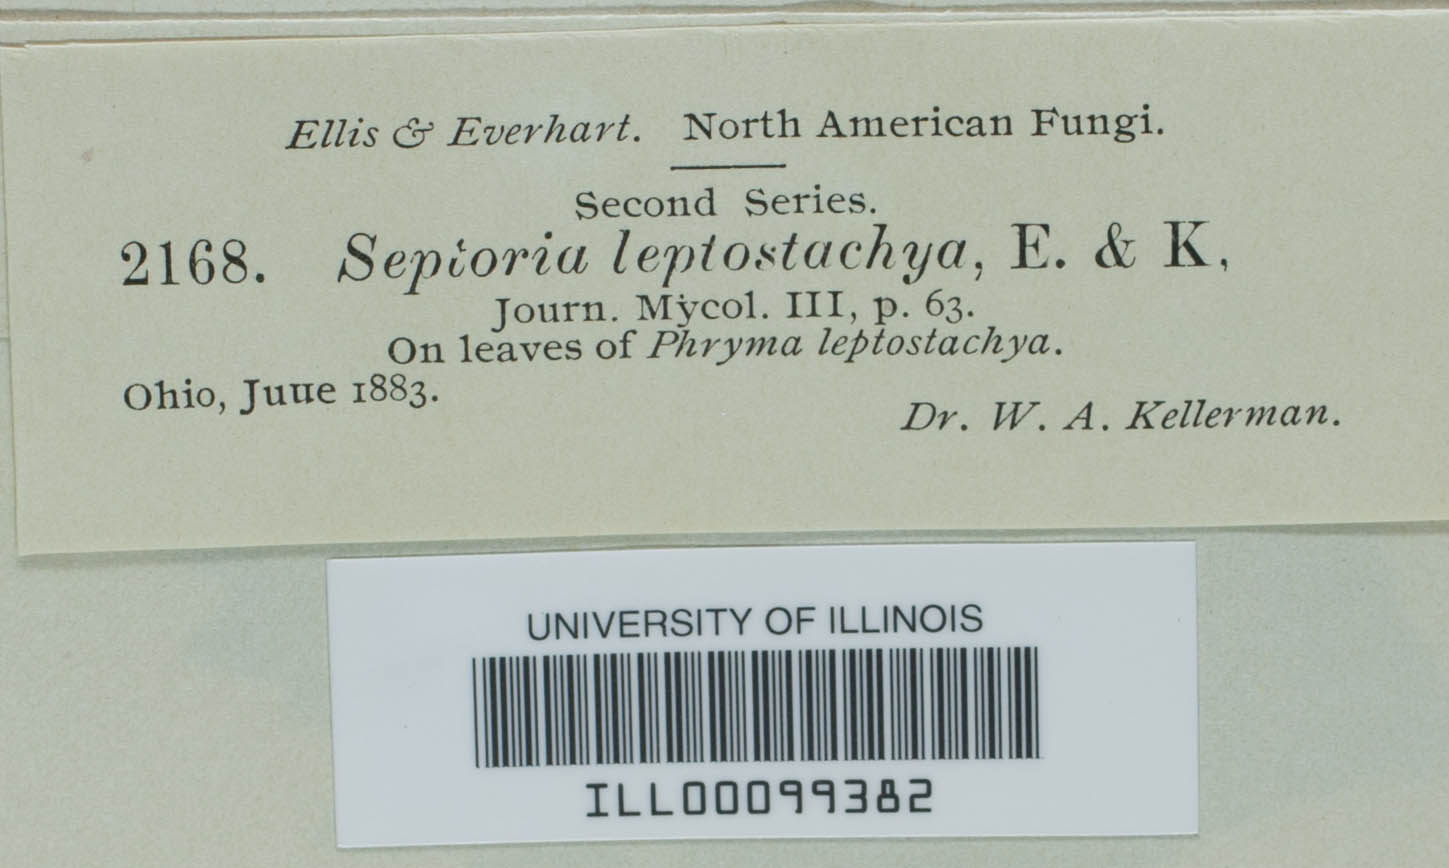 Ellis & Everhart. North American Fungi.
Second Series.
2168. Septoria leptostachya, E. & K,
Journ. Mycol. III, p. 63.
On leaves of Phryma leptostachya.
Ohio, Juue 1883.
Dr. W. A. Kellerman.
UNIVERSITY OF ILLINOIS
ILL00099382